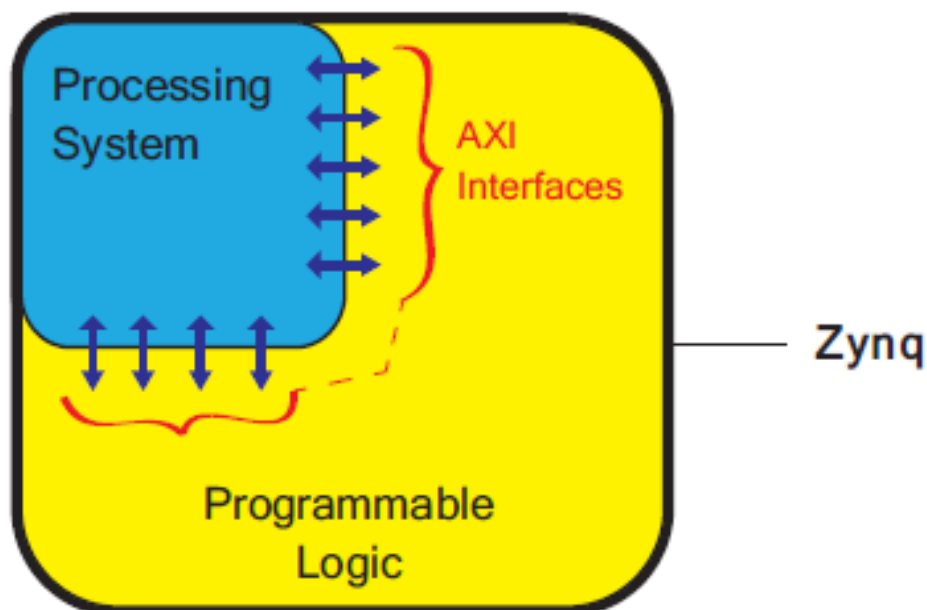 Processing
System
AXI
Interfaces
Zynq
Programmable
Logic